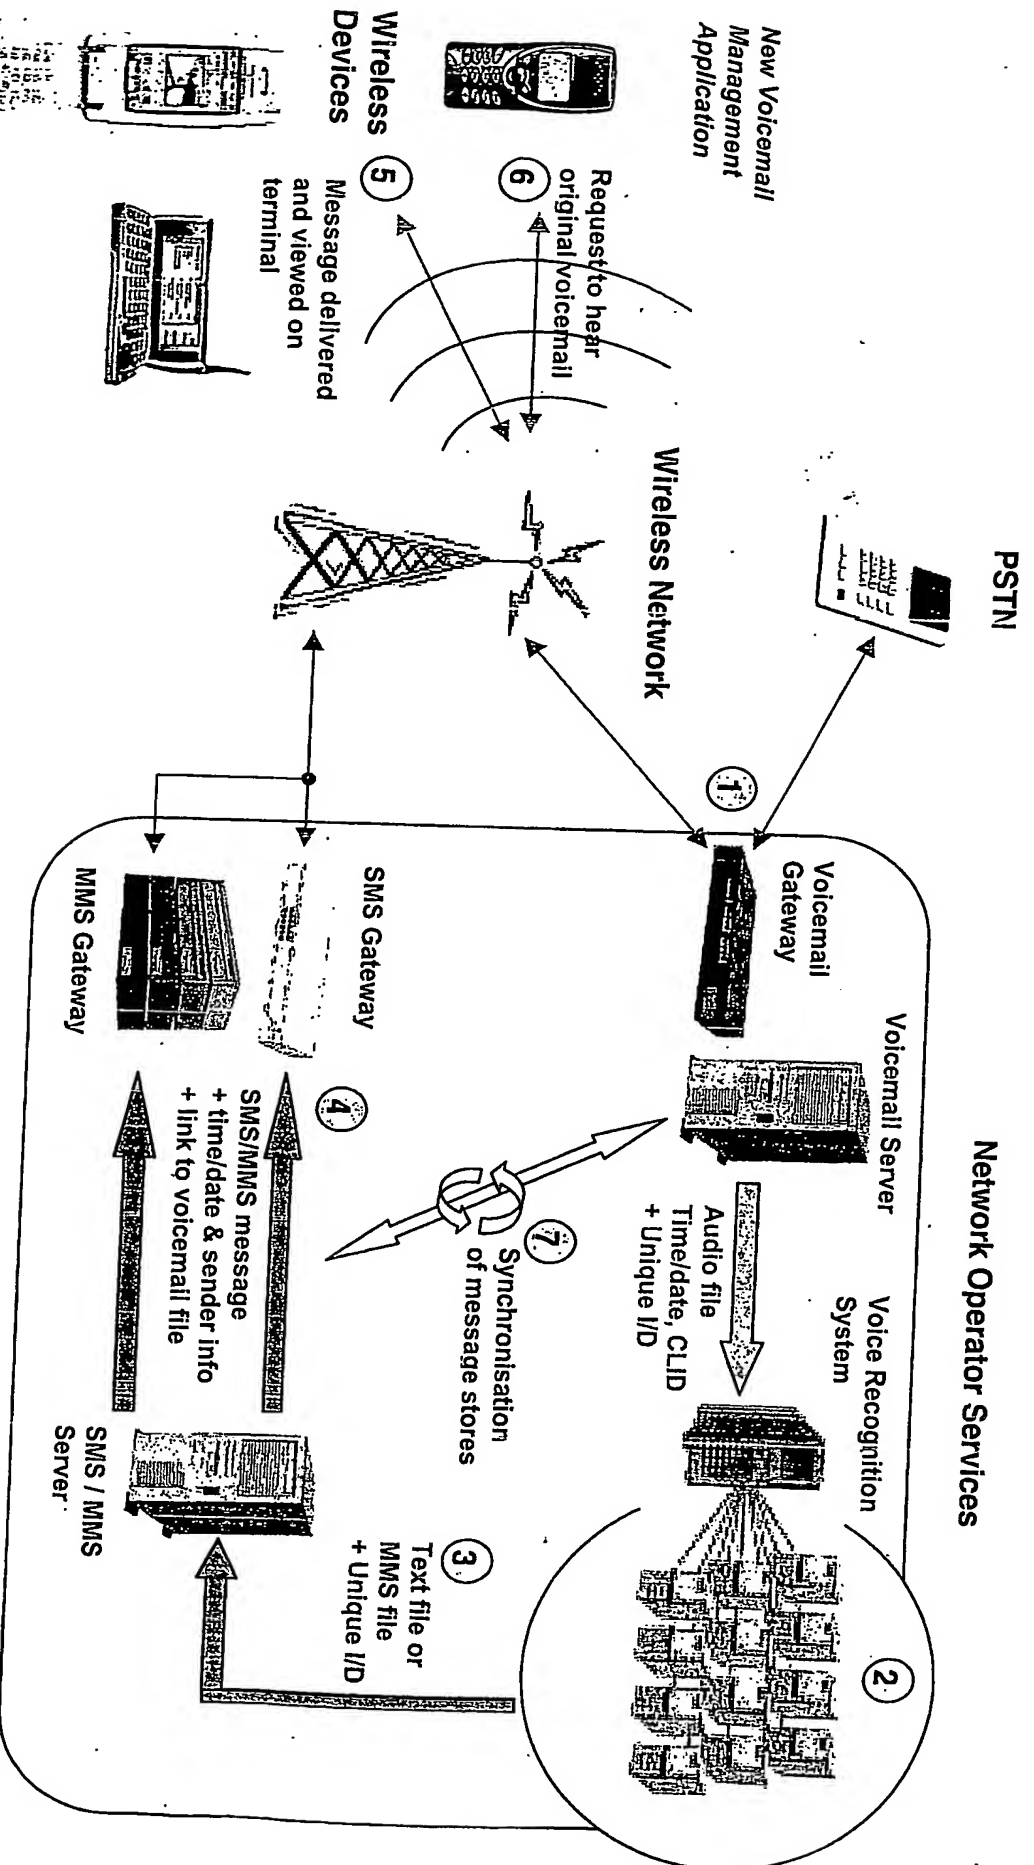 PSTN
Network Operator Services
New Voicemail
Management
Application
Voicemail
Gateway
Voicemail Server
Voice Recognition
System
1
2
Audio file
Time/date, CLID
+ Unique I/D
Wireless Network
Request to hear
original voicemail
6
7
Synchronisation
of message stores
3
Text file or
MMS file
+ Unique I/D
Wireless
Devices
5
Message delivered
and viewed on
terminal
SMS Gateway
4
SMS/MMS message
+ time/date & sender info
+ link to voicemail file
MMS Gateway
SMS / MMS
Server